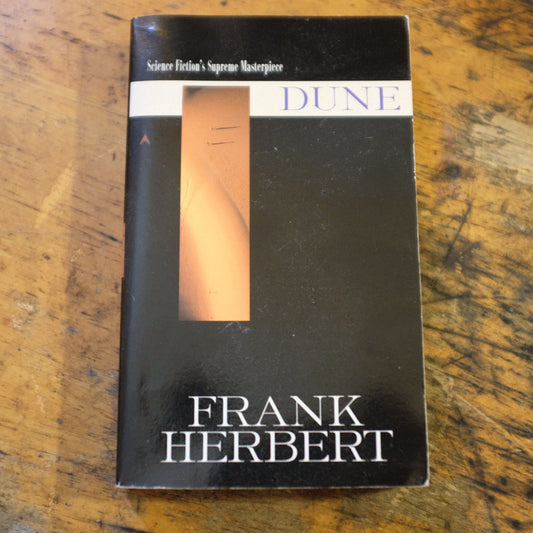 Science Fiction's Supreme Masterpiece
DUNE
FRANK
HERBERT